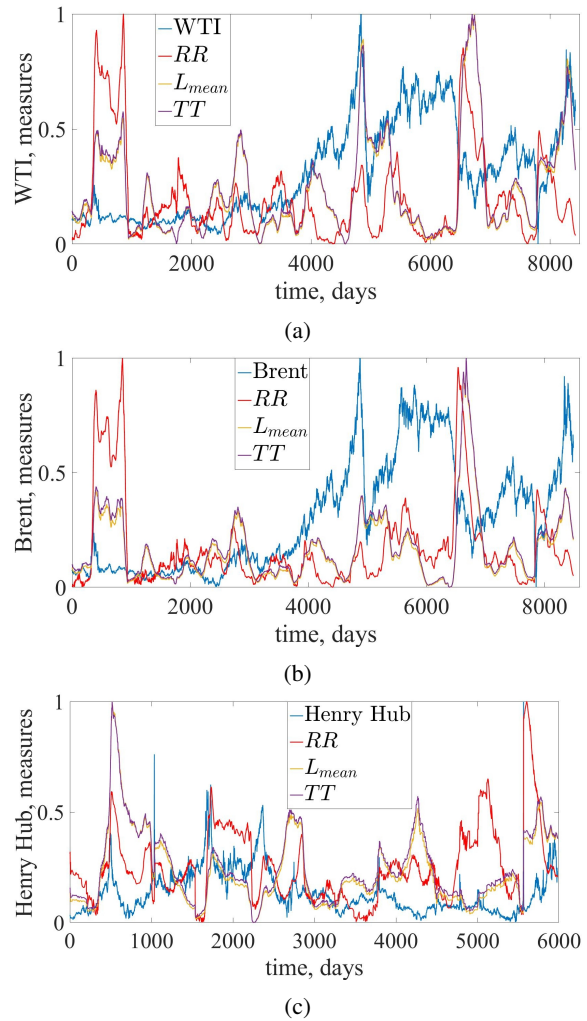 WTI, measures
1
0.5
0
WTI
RR
L_mean
TT
0 2000 4000 6000 8000
time, days
(a)
Brent, measures
1
0.5
0
Brent
RR
L_mean
TT
0 2000 4000 6000 8000
time, days
(b)
Henry Hub, measures
1
0.5
0
Henry Hub
RR
L_mean
TT
0 1000 2000 3000 4000 5000 6000
time, days
(c)